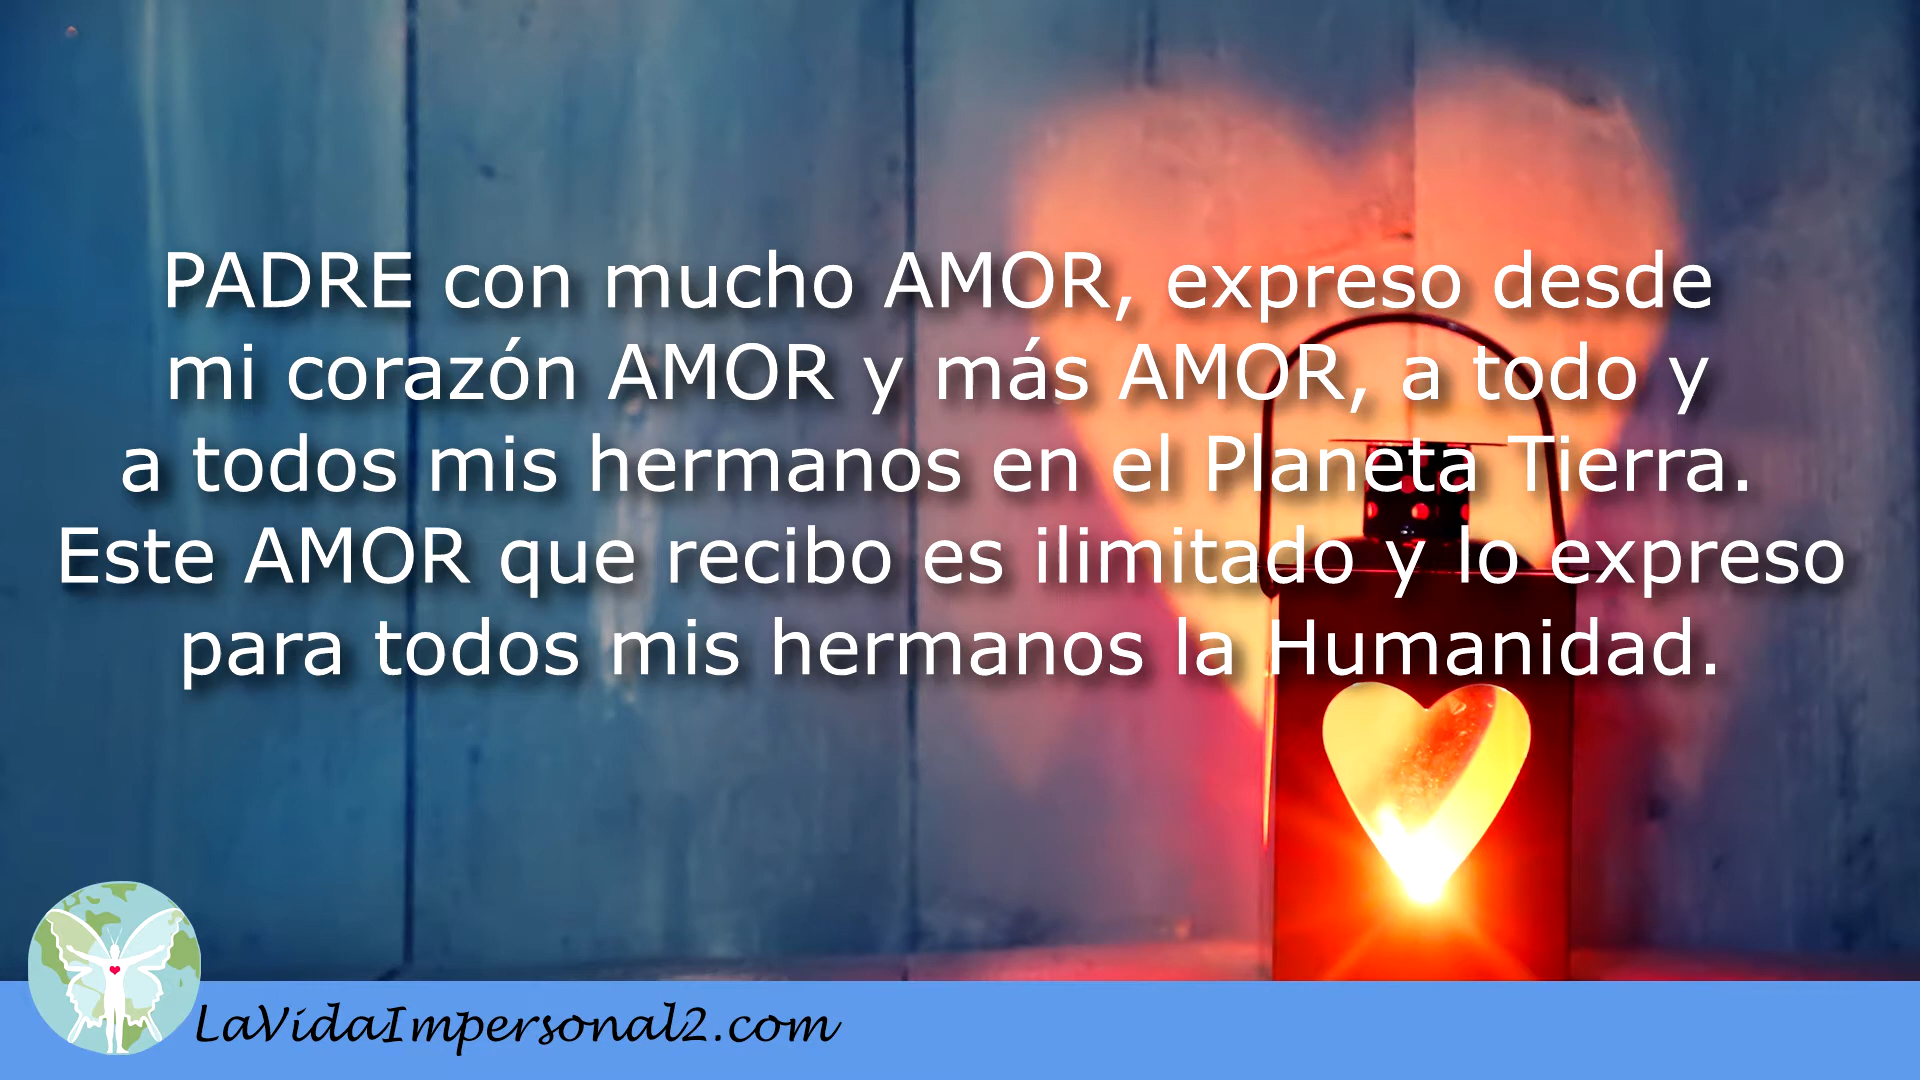 PADRE con mucho AMOR, expreso desde
mi corazón AMOR y más AMOR, a todo y
a todos mis hermanos en el Planeta Tierra.
Este AMOR que recibo es ilimitado y lo expreso
para todos mis hermanos la Humanidad.
LaVidaImpersonal2.com